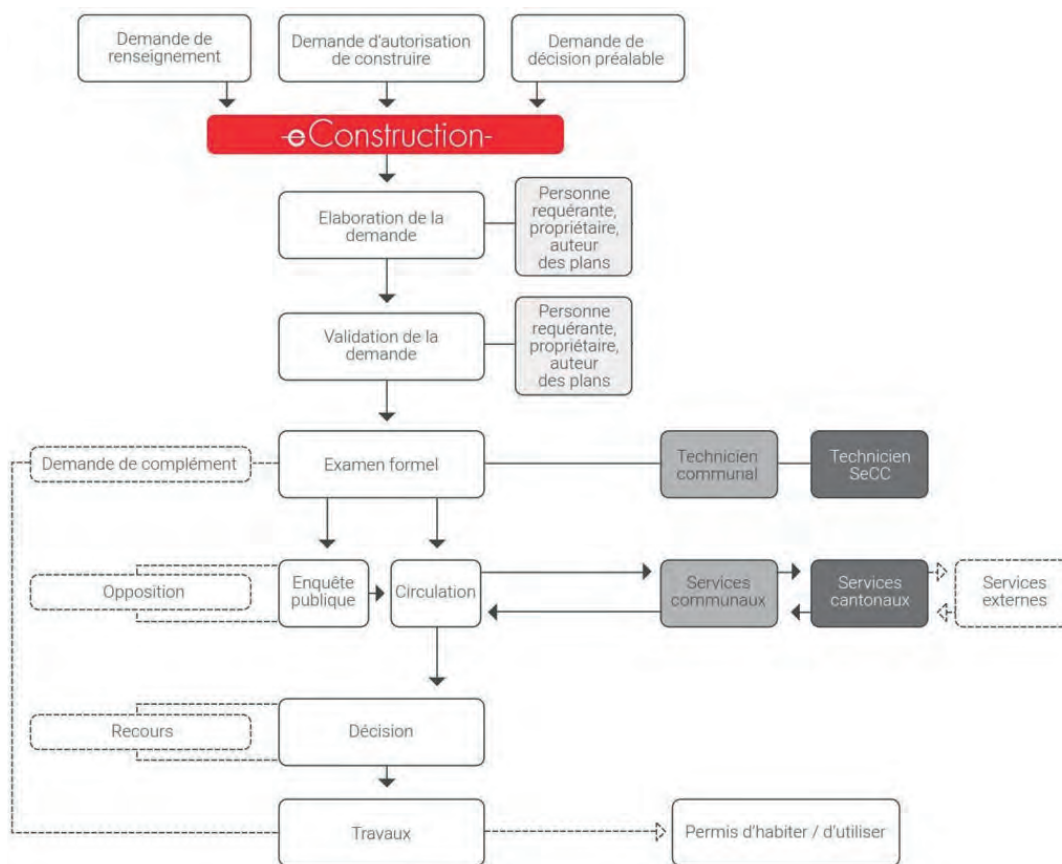 Demande de
renseignement
Demande d'autorisation
de construire
Demande de
décision préalable
eConstruction
Elaboration de la
demande
Personne
requérante,
propriétaire,
auteur
des plans
Validation de la
demande
Personne
requérante,
propriétaire,
auteur
des plans
Demande de complément
Examen formel
Technicien
communal
Technicien
SeCC
Opposition
Enquête
publique
Circulation
Services
communaux
Services
cantonaux
Services
externes
Recours
Décision
Travaux
Permis d'habiter / d'utiliser